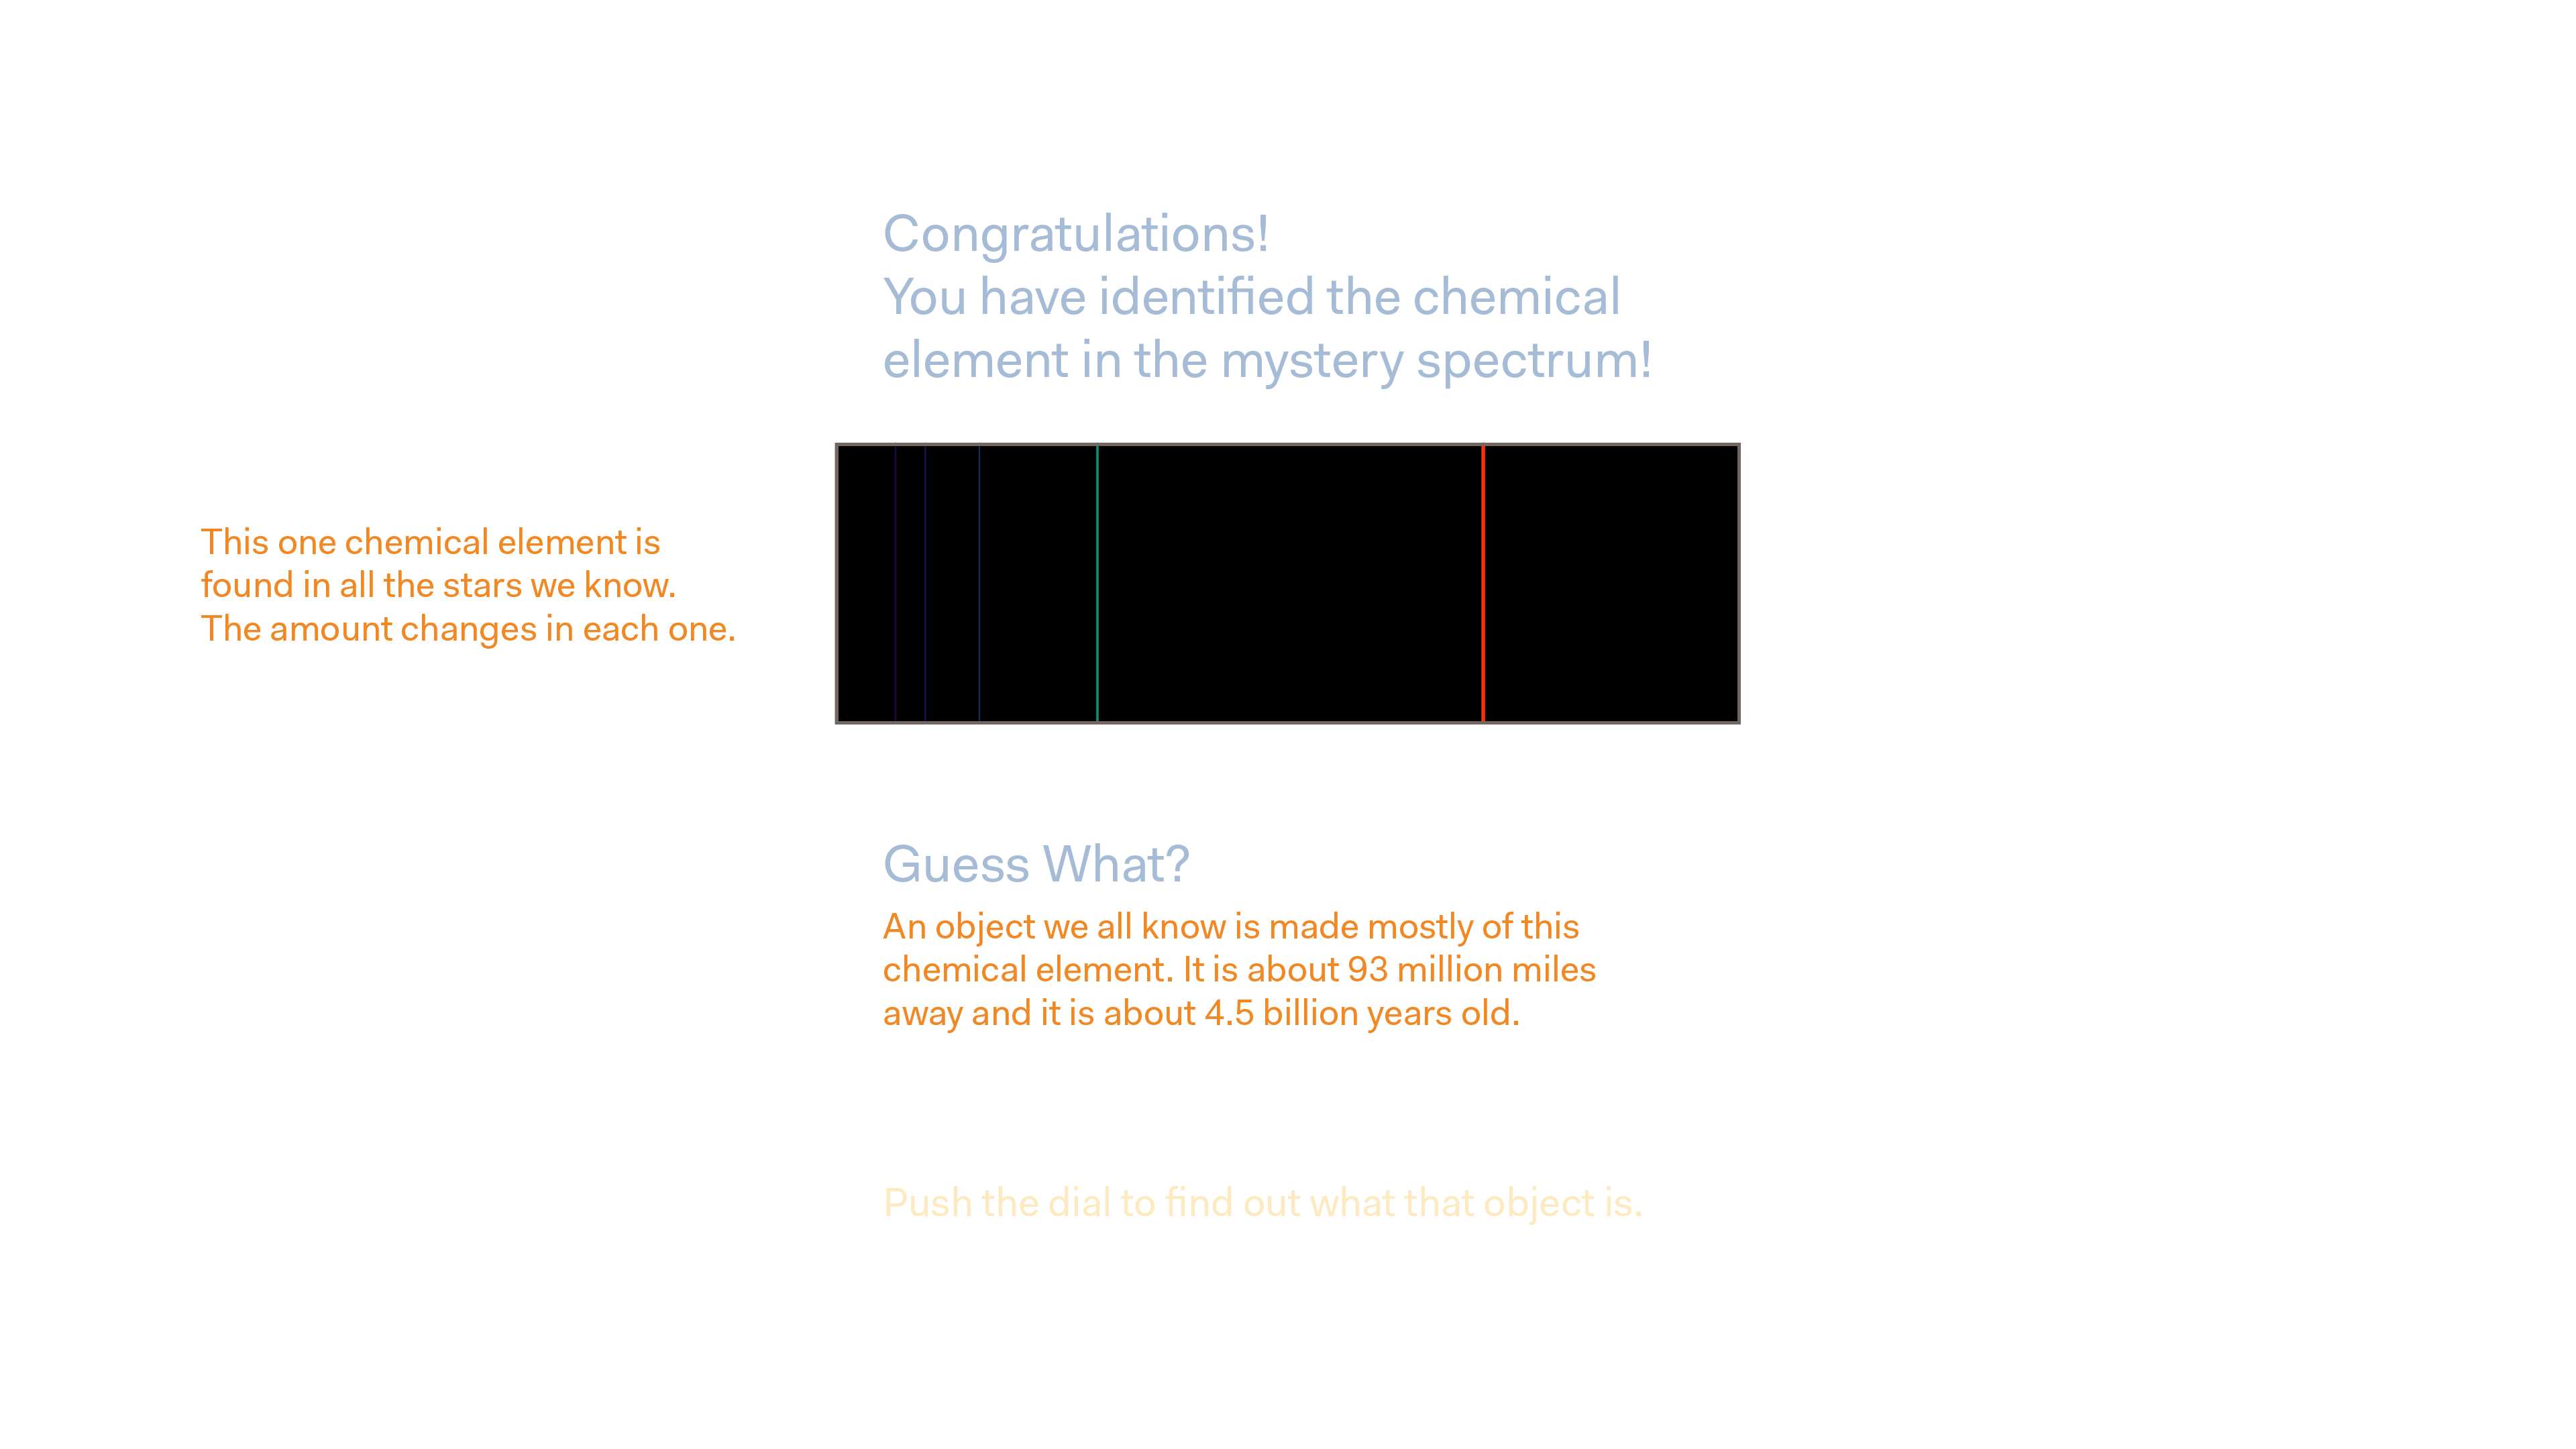 Congratulations!
You have identified the chemical
element in the mystery spectrum!
This one chemical element is
found in all the stars we know.
The amount changes in each one.
Guess What?
An object we all know is made mostly of this
chemical element. It is about 93 million miles
away and it is about 4.5 billion years old.
Push the dial to find out what that object is.